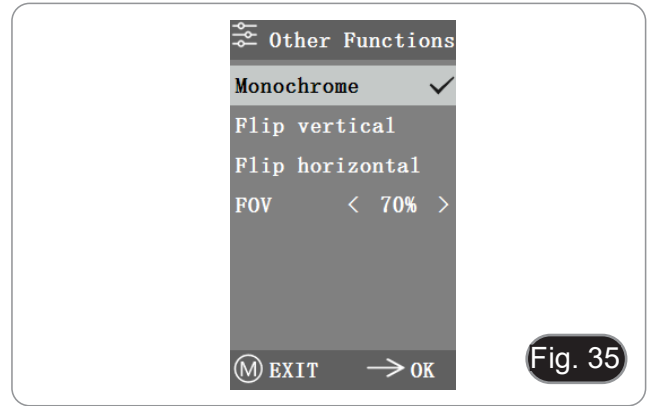 Other Functions
Monochrome
Flip vertical
Flip horizontal
FOV < 70% >
M EXIT → OK
Fig. 35